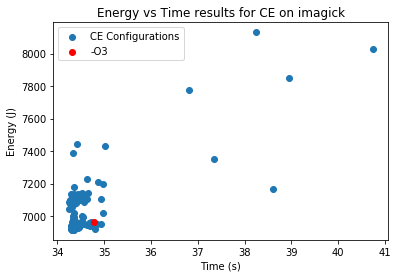 Energy vs Time results for CE on imagick
CE Configurations
-O3
8000
7800
7600
7400
7200
7000
Energy (J)
34 35 36 37 38 39 40 41
Time (s)